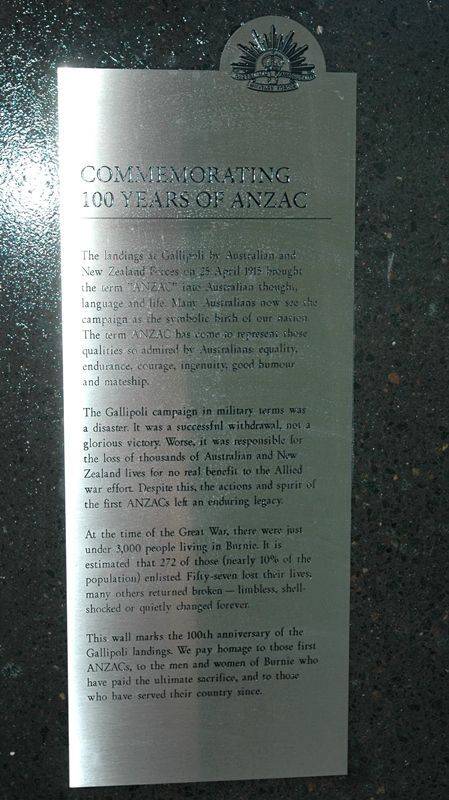 AUSTRALIAN COMMONWEALTH
MILITARY FORCES
COMMEMORATING
100 YEARS OF ANZAC
The landings at Gallipoli by Australian and
New Zealand Forces on 25 April 1915 brought
the term "ANZAC" into Australian thought,
language and life. Many Australians now see the
campaign as the symbolic birth of our nation.
The term ANZAC has come to represent those
qualities so admired by Australians: equality,
endurance, courage, ingenuity, good humour
and mateship.
The Gallipoli campaign in military terms was
a disaster. It was a successful withdrawal, not a
glorious victory. Worse, it was responsible for
the loss of thousands of Australian and New
Zealand lives for no real benefit to the Allied
war effort. Despite this, the actions and spirit of
the first ANZACs left an enduring legacy.
At the time of the Great War, there were just
under 3,000 people living in Burnie. It is
estimated that 272 of those (nearly 10% of the
population) enlisted. Fifty-seven lost their lives,
many others returned broken — limbless, shell-
shocked or quietly changed forever.
This wall marks the 100th anniversary of the
Gallipoli landings. We pay homage to those first
ANZACs, to the men and women of Burnie who
have paid the ultimate sacrifice, and to those
who have served their country since.